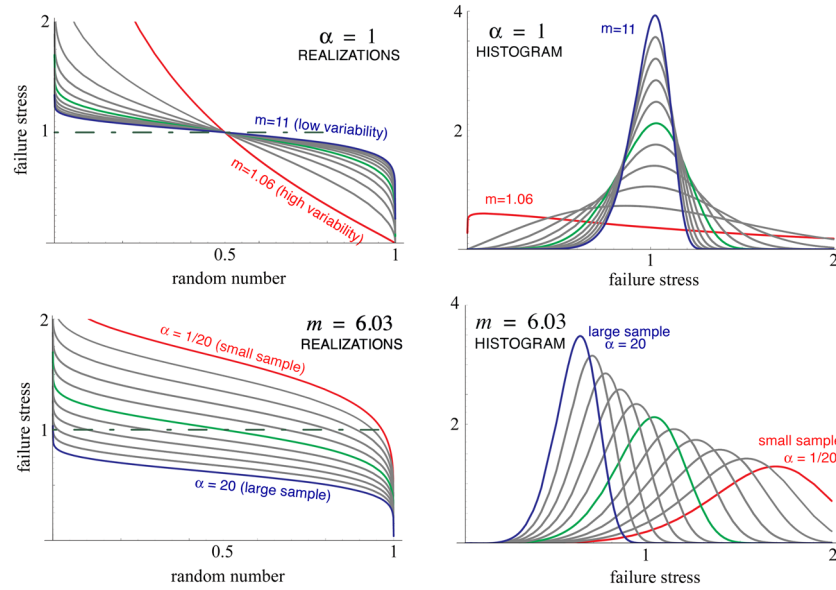 2
α = 1
REALIZATIONS
failure stress
1
m=11 (low variability)
m=1.06 (high variability)
0.5
1
random number
4
α = 1
HISTOGRAM
m=11
2
m=1.06
1
2
failure stress
2
m = 6.03
REALIZATIONS
α = 1/20 (small sample)
failure stress
1
α = 20 (large sample)
0.5
1
random number
4
m = 6.03
HISTOGRAM
large sample
α = 20
2
small sample
α = 1/20
1
2
failure stress